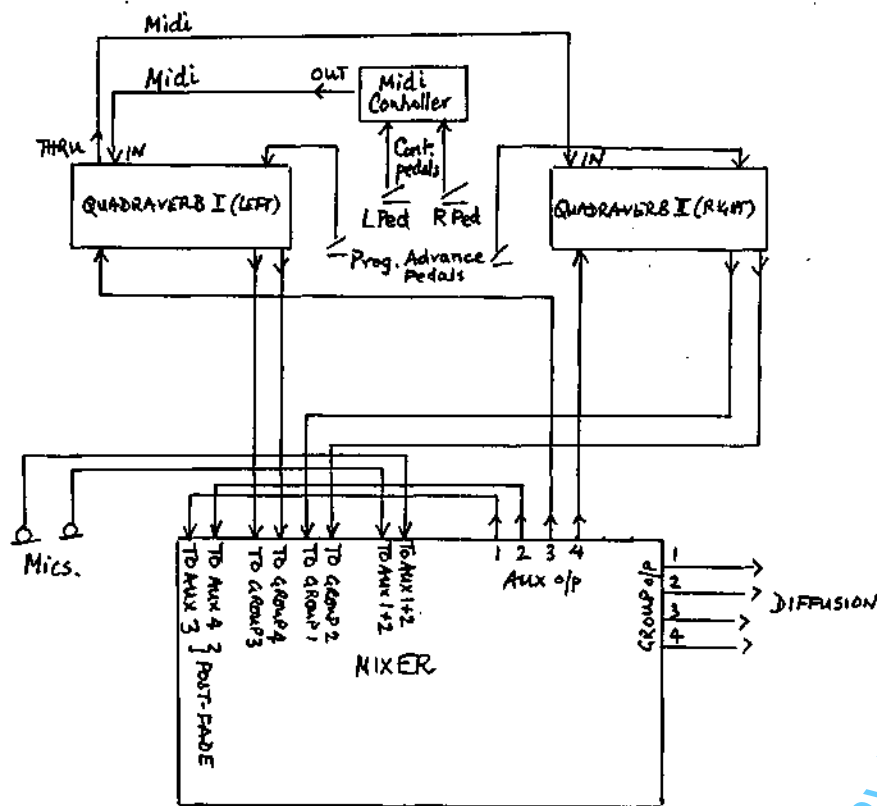 Midi
Midi
OUT
Midi
Controller
THRU
IN
Cont.
pedals
IN
QUADRAVERB I (LEFT)
L Ped
R Ped
QUADRAVERB II (RIGHT)
Prog. Advance
Pedals
Mics.
TO AUX 3
TO AUX 4
} POST-FADE
TO GROUP 3
TO GROUP 4
TO GROUP 1
TO GROUP 2
TO AUX 1+2
TO AUX 1+2
1 2 3 4
AUX O/P
MIXER
GROUP O/P
1
2
3
4
DIFFUSION